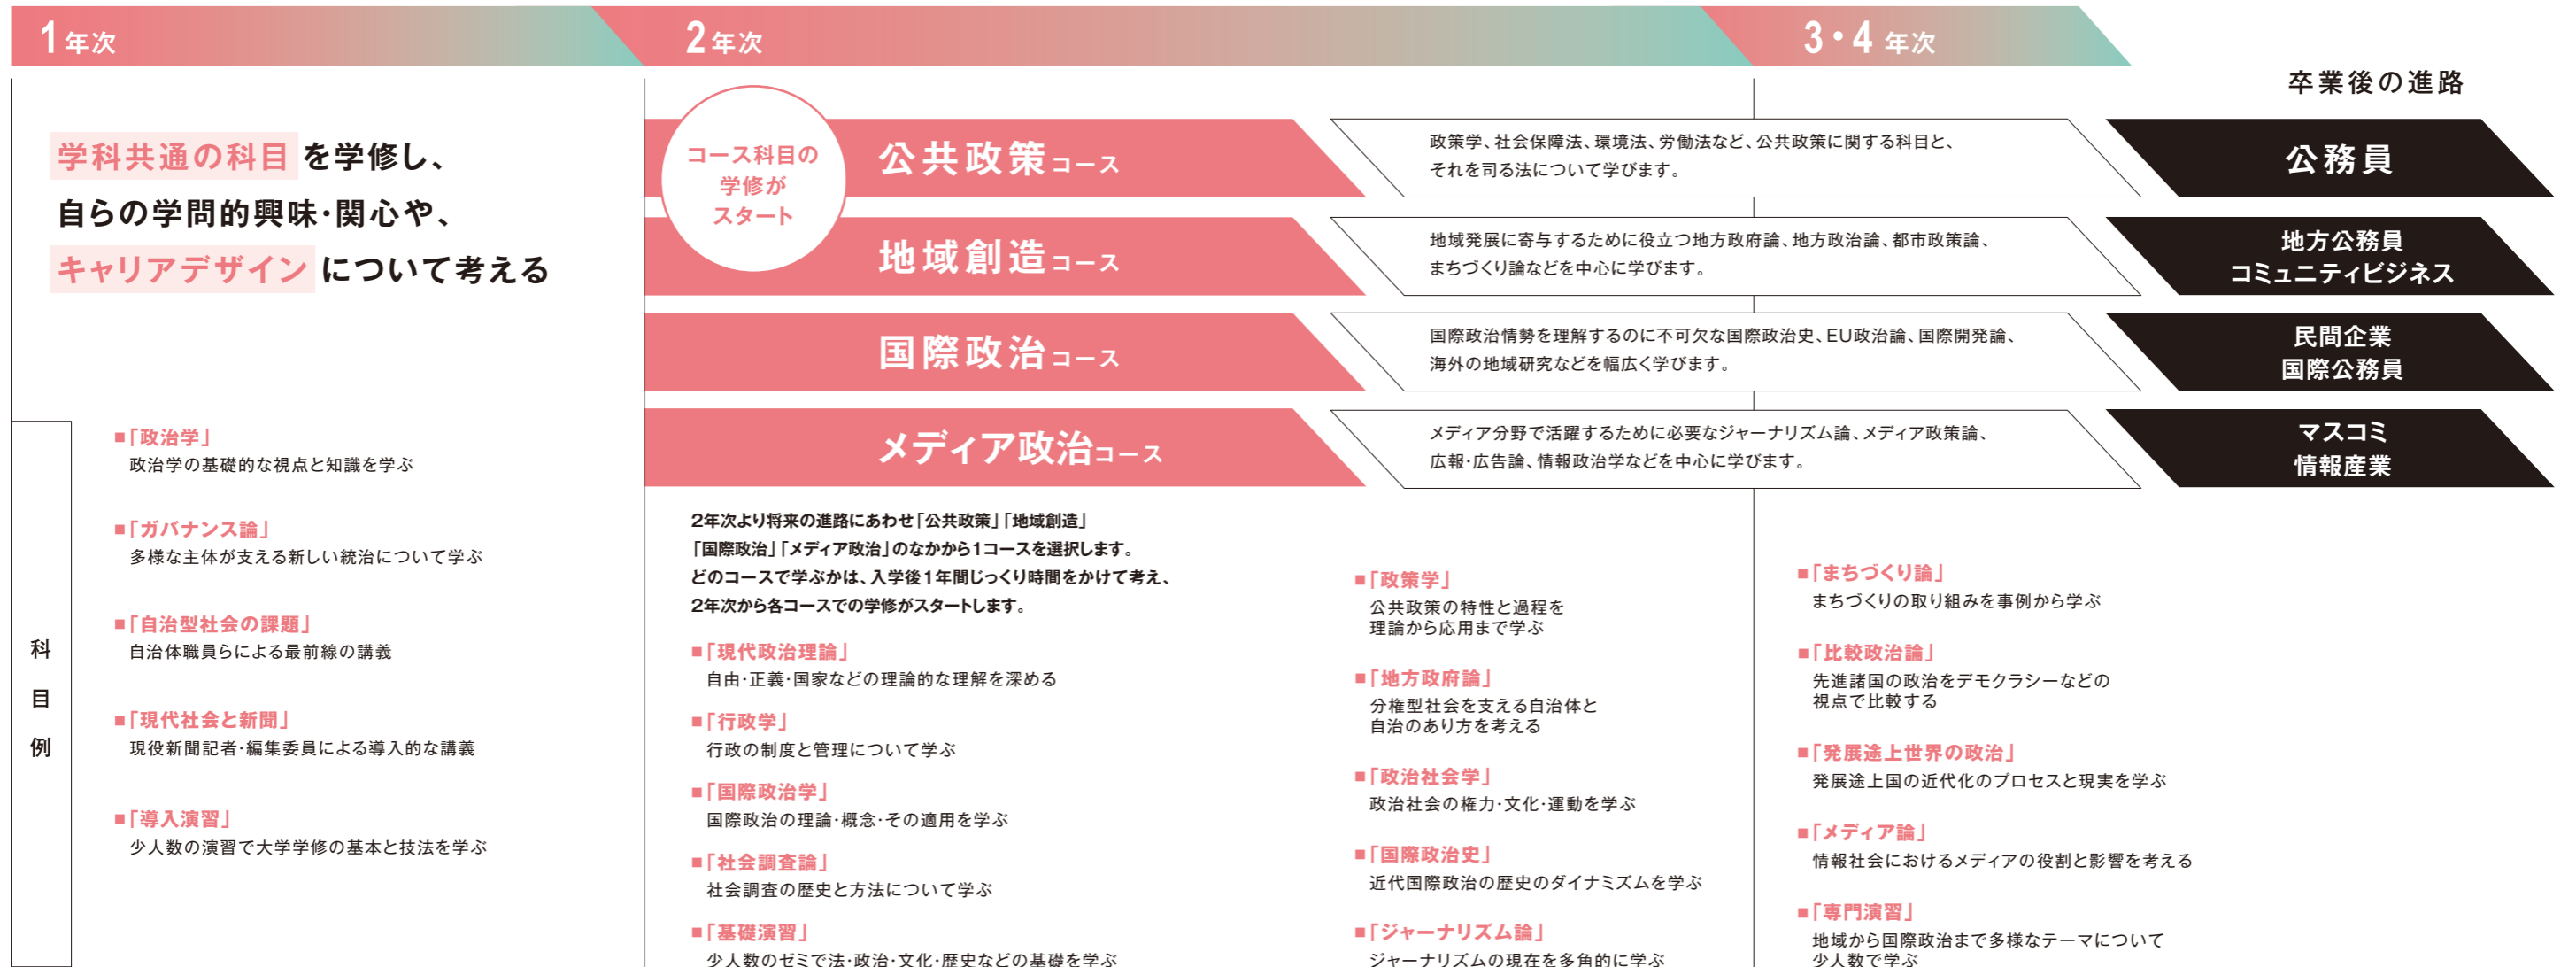 1年次
学科共通の科目 を学修し、
自らの学問的興味・関心や、
キャリアデザイン について考える
科目例
■「政治学」
政治学の基礎的な視点と知識を学ぶ
■「ガバナンス論」
多様な主体が支える新しい統治について学ぶ
■「自治型社会の課題」
自治体職員らによる最前線の講義
■「現代社会と新聞」
現役新聞記者・編集委員による導入的な講義
■「導入演習」
少人数の演習で大学学修の基本と技法を学ぶ
2年次
コース科目の
学修が
スタート
公共政策コース
政策学、社会保障法、環境法、労働法など、公共政策に関する科目と、
それを司る法について学びます。
地域創造コース
地域発展に寄与するために役立つ地方政府論、地方政治論、都市政策論、
まちづくり論などを中心に学びます。
国際政治コース
国際政治情勢を理解するのに不可欠な国際政治史、EU政治論、国際開発論、
海外の地域研究などを幅広く学びます。
メディア政治コース
メディア分野で活躍するために必要なジャーナリズム論、メディア政策論、
広報・広告論、情報政治学などを中心に学びます。
2年次より将来の進路にあわせ「公共政策」「地域創造」
「国際政治」「メディア政治」のなかから1コースを選択します。
どのコースで学ぶかは、入学後1年間じっくり時間をかけて考え、
2年次から各コースでの学修がスタートします。
■「現代政治理論」
自由・正義・国家などの理論的な理解を深める
■「行政学」
行政の制度と管理について学ぶ
■「国際政治学」
国際政治の理論・概念・その適用を学ぶ
■「社会調査論」
社会調査の歴史と方法について学ぶ
■「基礎演習」
少人数のゼミで法・政治・文化・歴史などの基礎を学ぶ
■「政策学」
公共政策の特性と過程を
理論から応用まで学ぶ
■「地方政府論」
分権型社会を支える自治体と
自治のあり方を考える
■「政治社会学」
政治社会の権力・文化・運動を学ぶ
■「国際政治史」
近代国際政治の歴史のダイナミズムを学ぶ
■「ジャーナリズム論」
ジャーナリズムの現在を多角的に学ぶ
3・4 年次
■「まちづくり論」
まちづくりの取り組みを事例から学ぶ
■「比較政治論」
先進諸国の政治をデモクラシーなどの
視点で比較する
■「発展途上世界の政治」
発展途上国の近代化のプロセスと現実を学ぶ
■「メディア論」
情報社会におけるメディアの役割と影響を考える
■「専門演習」
地域から国際政治まで多様なテーマについて
少人数で学ぶ
卒業後の進路
公務員
地方公務員
コミュニティビジネス
民間企業
国際公務員
マスコミ
情報産業